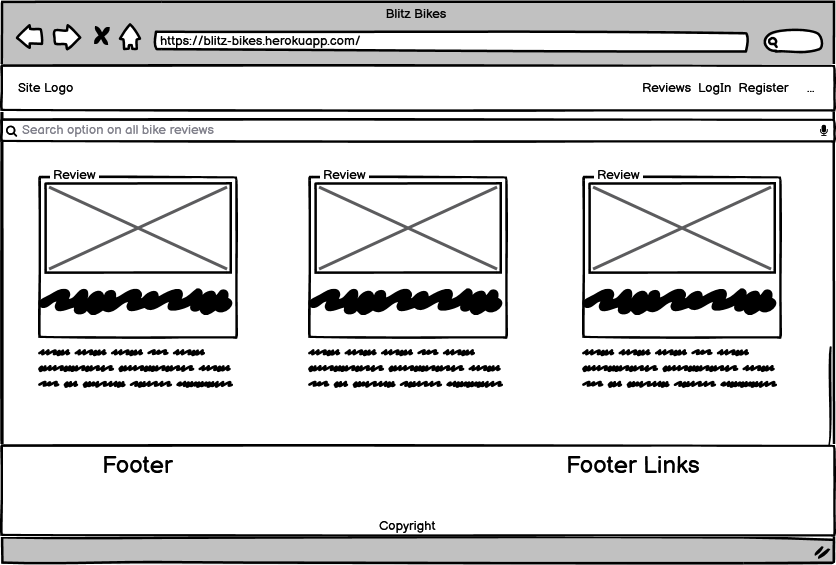 Blitz Bikes
https://blitz-bikes.herokuapp.com/
Site Logo Reviews LogIn Register ...
Search option on all bike reviews
Review Review Review
Footer Footer Links
Copyright